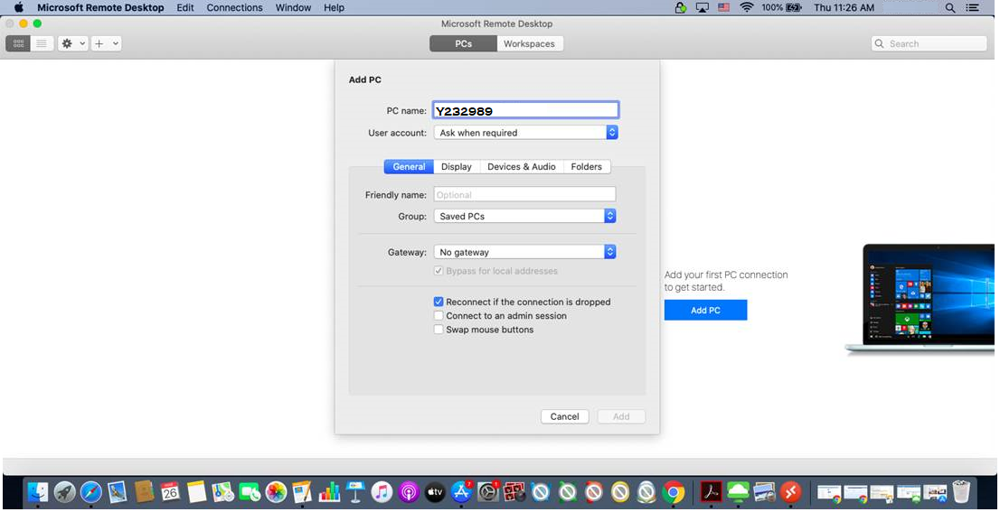 Microsoft Remote Desktop Edit Connections Window Help 100% Thu 11:26 AM
Microsoft Remote Desktop
PCs Workspaces Search
Add PC
PC name: Y232989
User account: Ask when required
General Display Devices & Audio Folders
Friendly name: Optional
Group: Saved PCs
Gateway: No gateway
Bypass for local addresses
Reconnect if the connection is dropped
Connect to an admin session
Swap mouse buttons
Cancel Add
Add your first PC connection
to get started.
Add PC
26
tv
7
1